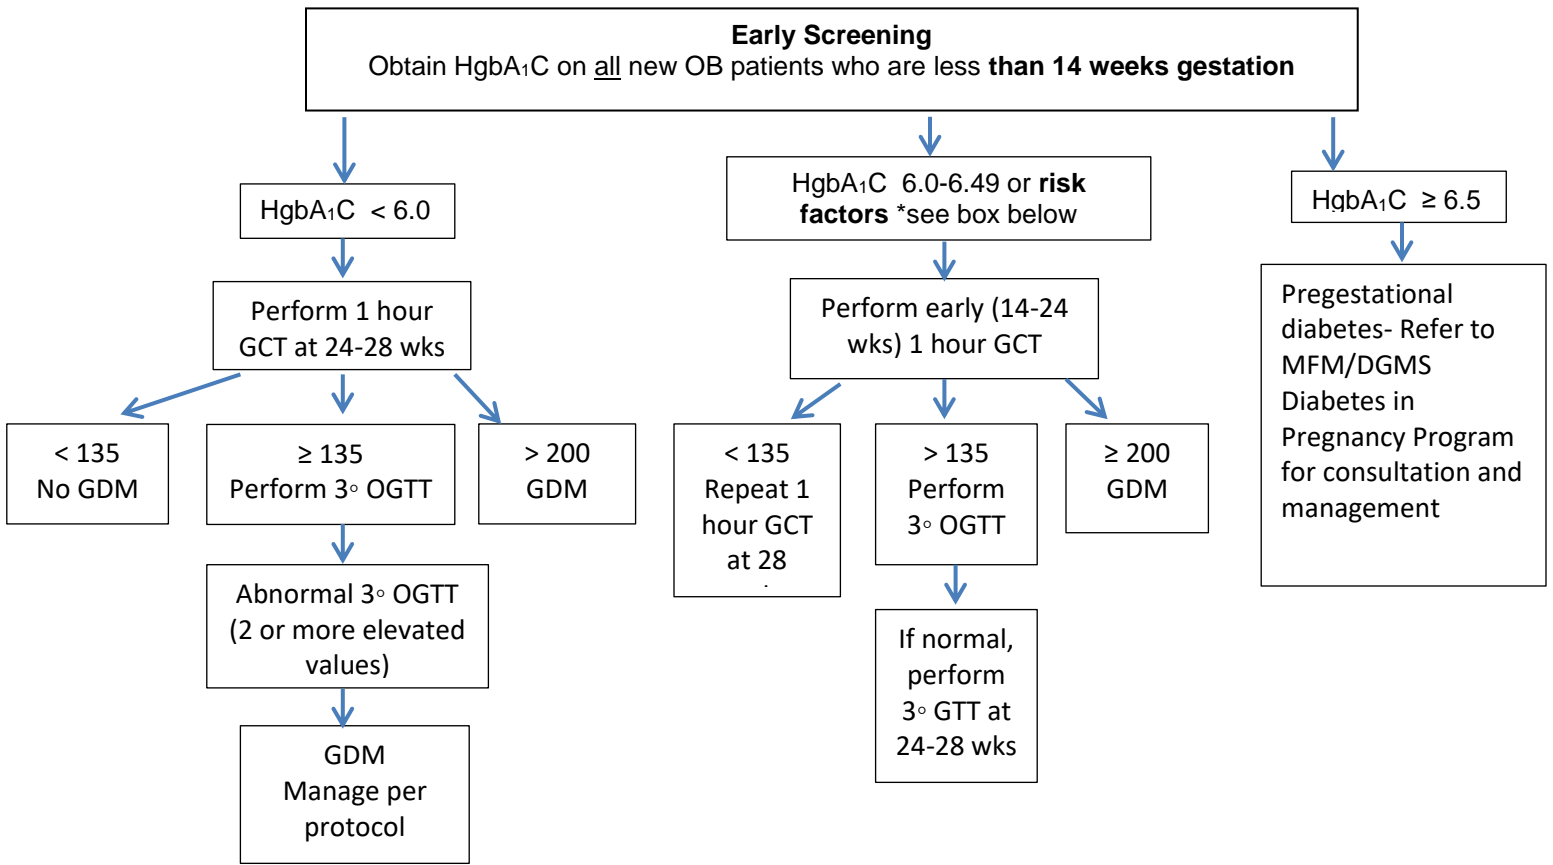 Early Screening
Obtain HgbA₁C on all new OB patients who are less than 14 weeks gestation
HgbA₁C < 6.0
Perform 1 hour
GCT at 24-28 wks
< 135
No GDM
≥ 135
Perform 3◦ OGTT
> 200
GDM
Abnormal 3◦ OGTT
(2 or more elevated
values)
GDM
Manage per
protocol
HgbA₁C 6.0-6.49 or risk
factors *see box below
Perform early (14-24
wks) 1 hour GCT
< 135
Repeat 1
hour GCT
at 28
> 135
Perform
3◦ OGTT
≥ 200
GDM
If normal,
perform
3◦ GTT at
24-28 wks
HgbA₁C ≥ 6.5
Pregestational
diabetes- Refer to
MFM/DGMS
Diabetes in
Pregnancy Program
for consultation and
management